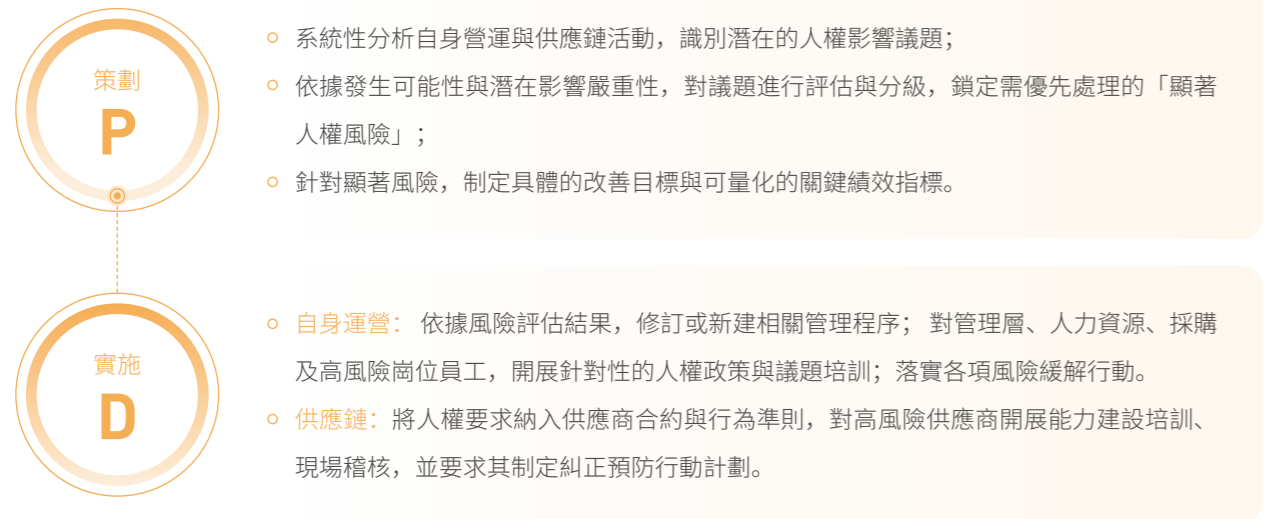 策劃
P
系統性分析自身營運與供應鏈活動，識別潛在的人權影響議題；
依據發生可能性與潛在影響嚴重性，對議題進行評估與分級，鎖定需優先處理的「顯著
人權風險」；
針對顯著風險，制定具體的改善目標與可量化的關鍵績效指標。
實施
D
自身運營： 依據風險評估結果，修訂或新建相關管理程序； 對管理層、人力資源、採購
及高風險崗位員工，開展針對性的人權政策與議題培訓；落實各項風險緩解行動。
供應鏈：將人權要求納入供應商合約與行為準則，對高風險供應商開展能力建設培訓、
現場稽核，並要求其制定糾正預防行動計劃。